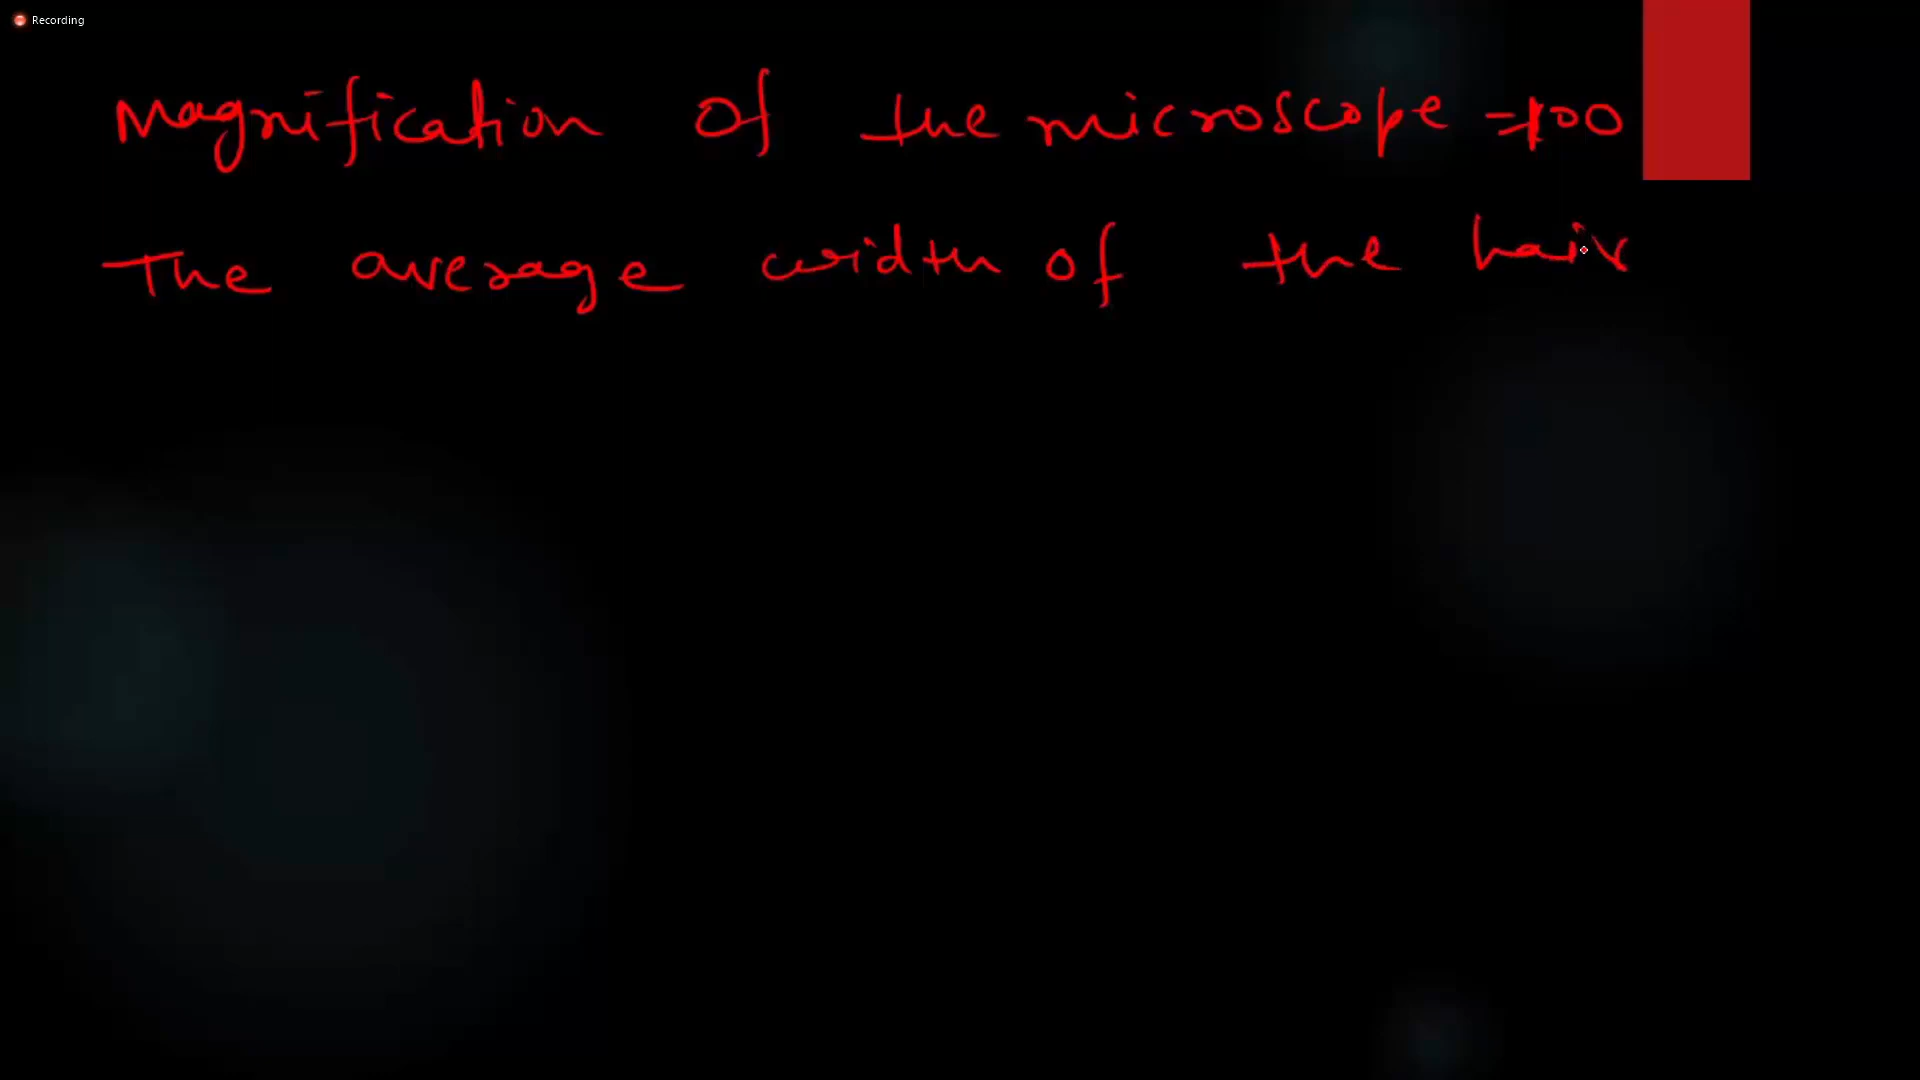 Recording
Magnification of the microscope = 100
The average width of the hair